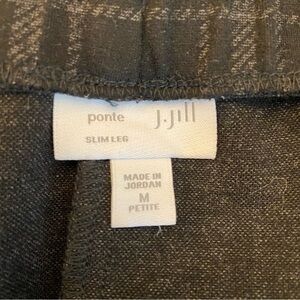 ponte J.Jill
SLIM LEG
MADE IN
JORDAN
M
PETITE